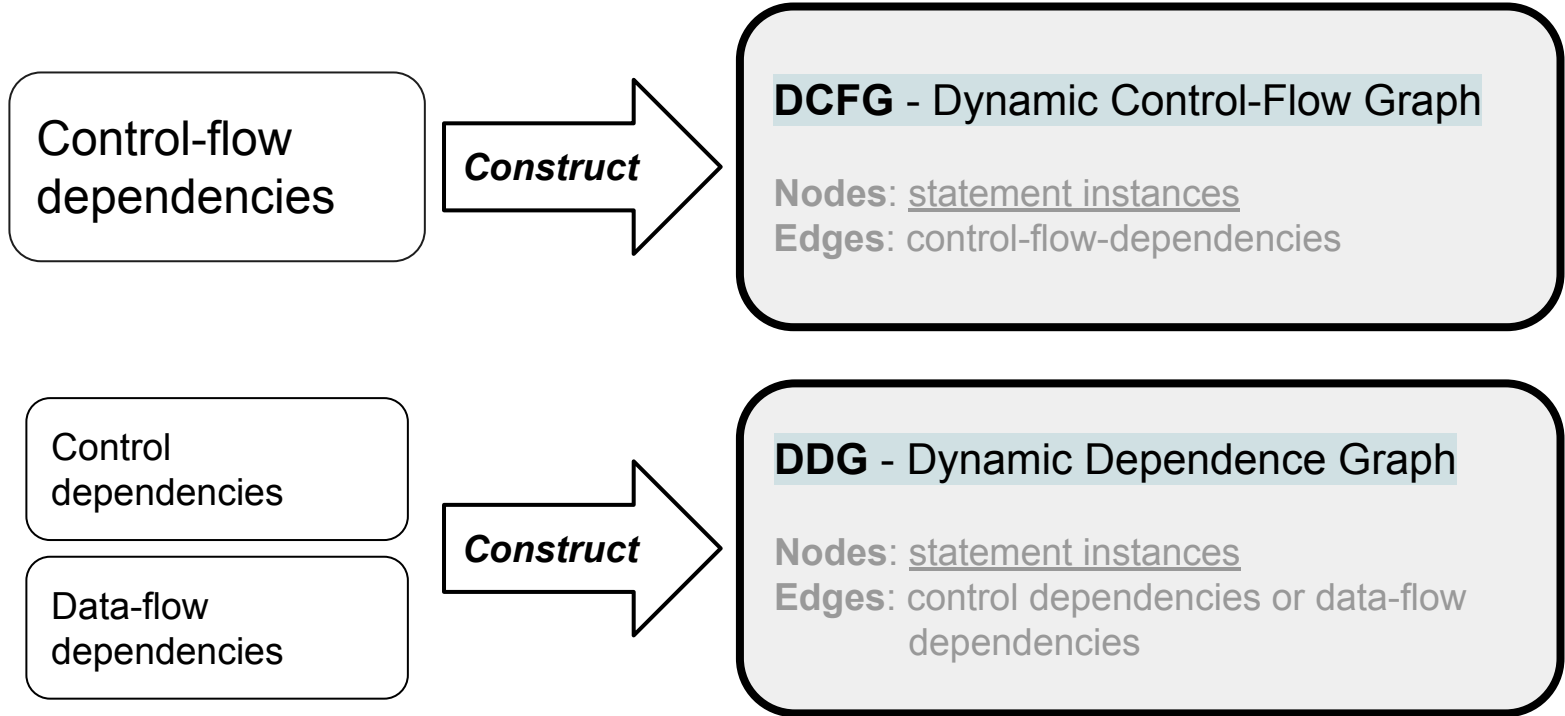 Control-flow
dependencies
Construct
DCFG - Dynamic Control-Flow Graph
Nodes: statement instances
Edges: control-flow-dependencies
Control
dependencies
Data-flow
dependencies
Construct
DDG - Dynamic Dependence Graph
Nodes: statement instances
Edges: control dependencies or data-flow
dependencies